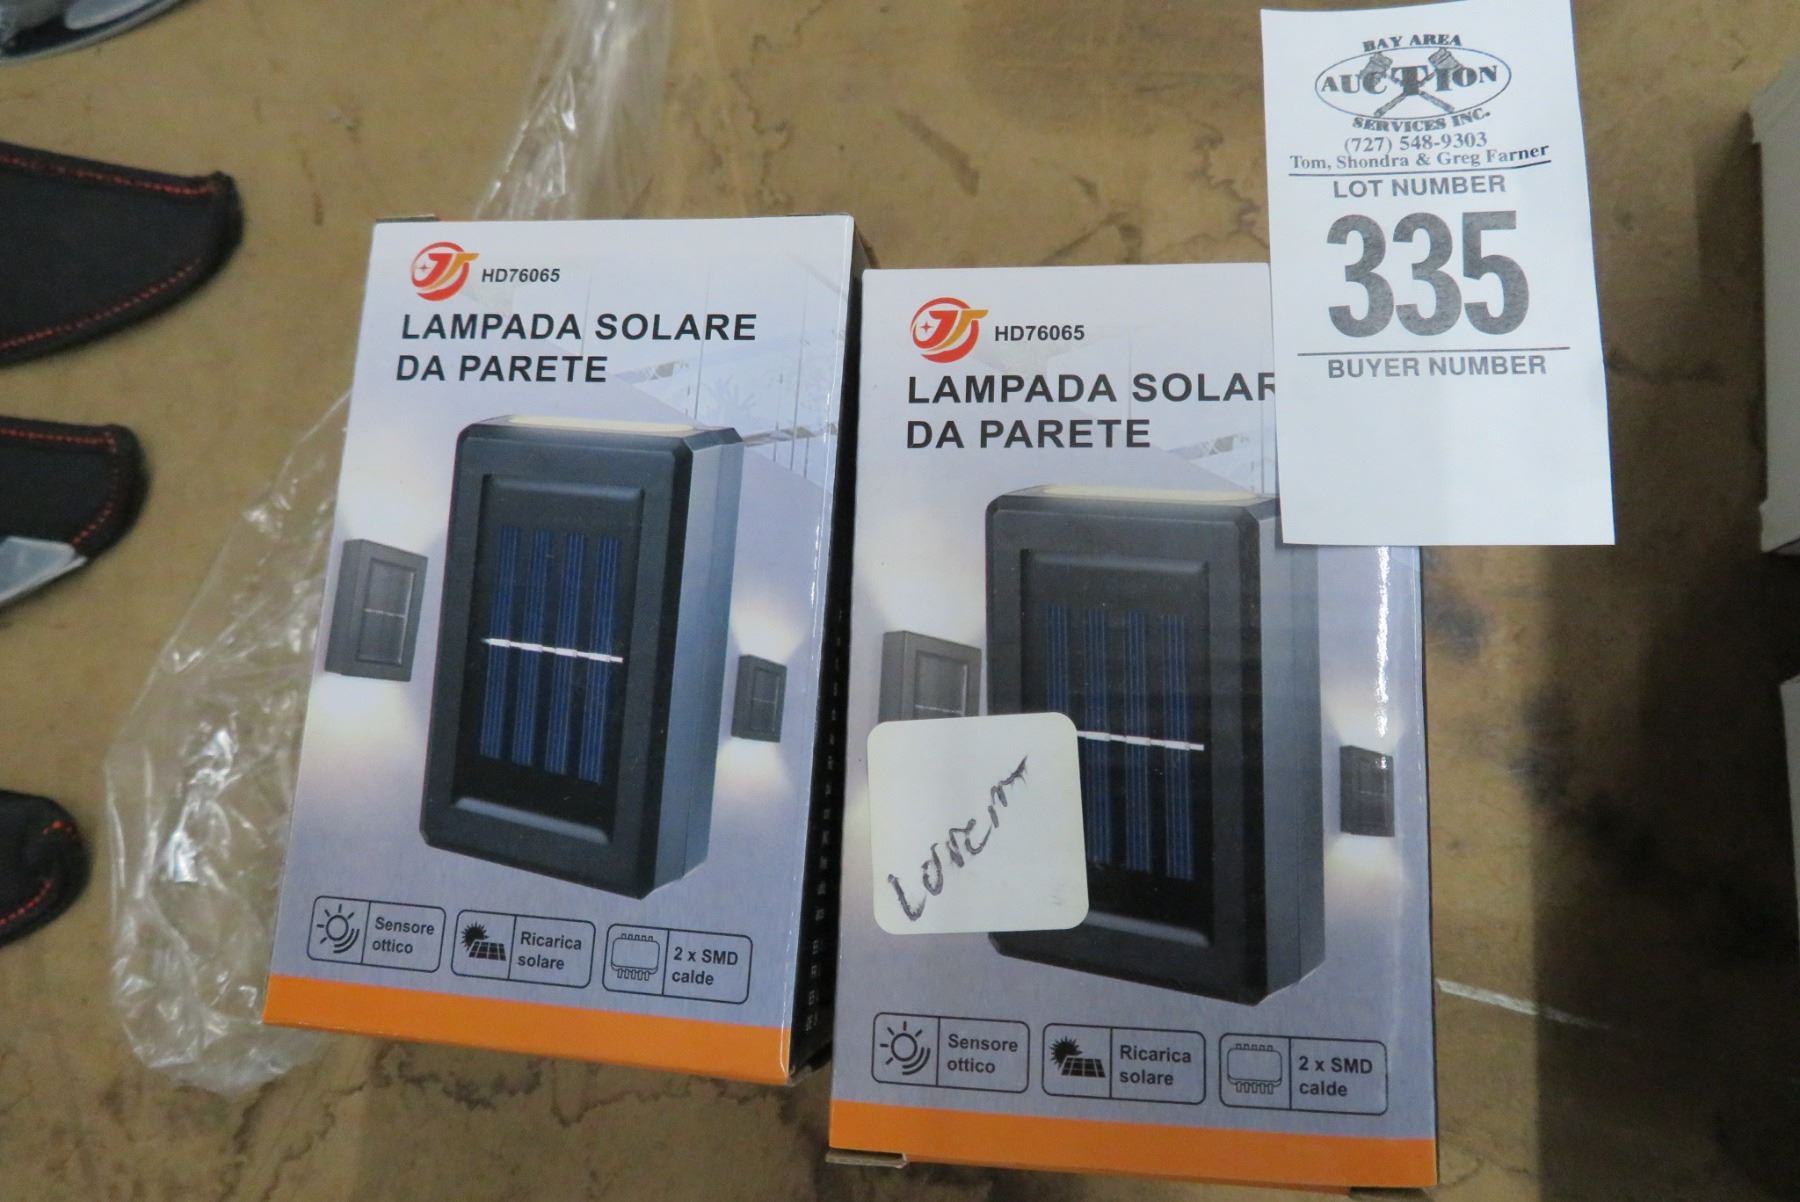 HD76065
LAMPADA SOLARE
DA PARETE
Sensore
ottico
Ricarica
solare
2 x SMD
calde
HD76065
LAMPADA SOLAR
DA PARETE
Sensore
ottico
Ricarica
solare
2 x SMD
calde
BAY AREA
AUCTION
SERVICES INC.
(727) 548-9303
Tom, Shondra & Greg Farner
LOT NUMBER
335
BUYER NUMBER